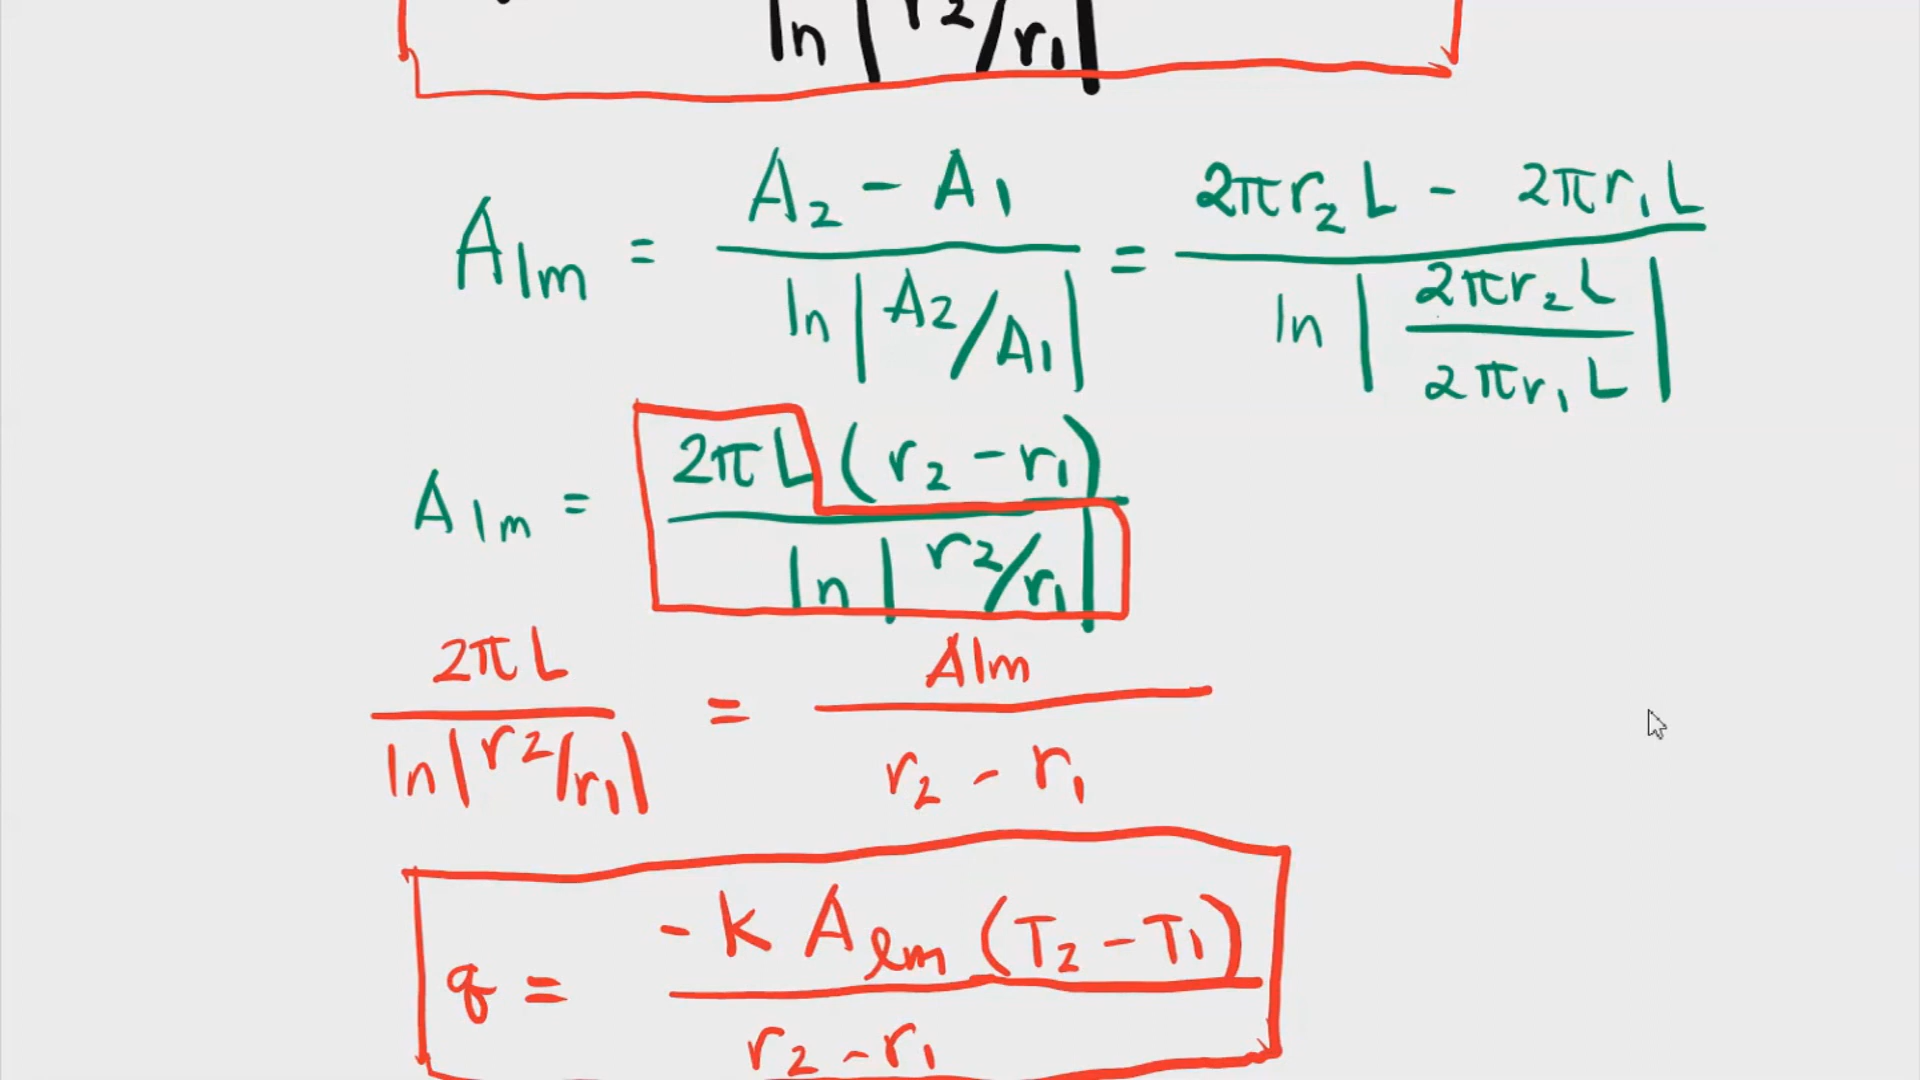 ln | r2/r1 |
Alm = A2 - A1 / ln | A2/A1 | = 2πr2L - 2πr1L / ln | 2πr2L / 2πr1L |
Alm = 2πL (r2 - r1) / ln | r2/r1 |
2πL / ln | r2/r1 | = Alm / r2 - r1
q = -k Alm (T2 - T1) / r2 - r1